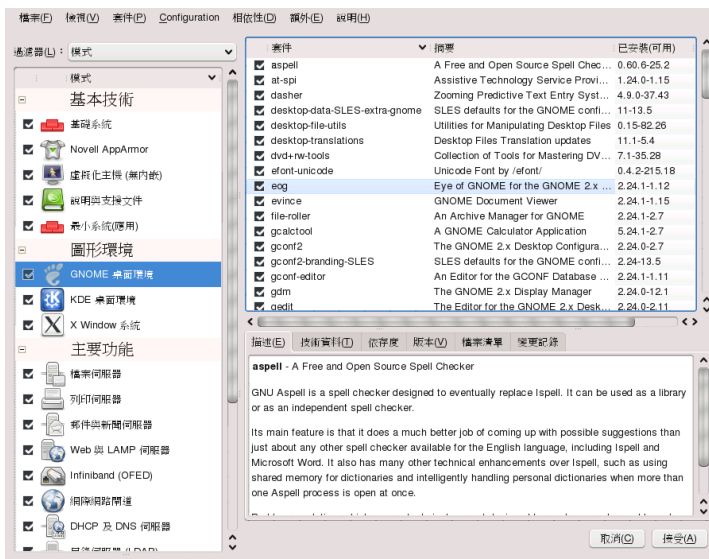 檔案(F) 檢視(V) 套件(P) Configuration 相依性(D) 額外(E) 說明(H)
過濾器(L)： 模式
模式
基本技術
基礎系統
Novell AppArmor
虛擬化主機 (無內嵌)
說明與支援文件
最小系統(應用)
圖形環境
GNOME 桌面環境
KDE 桌面環境
X Window 系統
主要功能
檔案伺服器
列印伺服器
郵件與新聞伺服器
Web 與 LAMP 伺服器
Infiniband (OFED)
網際網路閘道
DHCP 及 DNS 伺服器
套件 摘要 已安裝(可用)
aspell A Free and Open Source Spell Chec... 0.60.6-25.2
at-spi Assistive Technology Service Provi... 1.24.0-1.15
dasher Zooming Predictive Text Entry Syst... 4.9.0-37.43
desktop-data-SLES-extra-gnome SLES defaults for the GNOME confi... 11-13.5
desktop-file-utils Utilities for Manipulating Desktop Files 0.15-82.26
desktop-translations Desktop Files Translation updates 11.1-5.4
dvd+rw-tools Collection of Tools for Mastering DV... 7.1-35.28
efont-unicode Unicode Font by /efont/ 0.4.2-215.18
eog Eye of GNOME for the GNOME 2.x ... 2.24.1-1.12
evince GNOME Document Viewer 2.24.1-1.15
file-roller An Archive Manager for GNOME 2.24.1-2.7
gcalctool A GNOME Calculator Application 5.24.1-2.7
gconf2 The GNOME 2.x Desktop Configura... 2.24.0-2.7
gconf2-branding-SLES SLES defaults for the GNOME confi... 2.24-13.5
gconf-editor An Editor for the GCONF Database ... 2.24.1-1.11
gdm The GNOME 2.x Display Manager 2.24.0-12.1
gedit The Editor for the GNOME 2.x Desk... 2.24.0-2.11
描述(E) 技術資料(T) 依存度 版本(V) 檔案清單 變更記錄
aspell - A Free and Open Source Spell Checker
GNU Aspell is a spell checker designed to eventually replace Ispell. It can be used as a library
or as an independent spell checker.
Its main feature is that it does a much better job of coming up with possible suggestions than
just about any other spell checker available for the English language, including Ispell and
Microsoft Word. It also has many other technical enhancements over Ispell, such as using
shared memory for dictionaries and intelligently handling personal dictionaries when more than
one Aspell process is open at once.
取消(C) 接受(A)